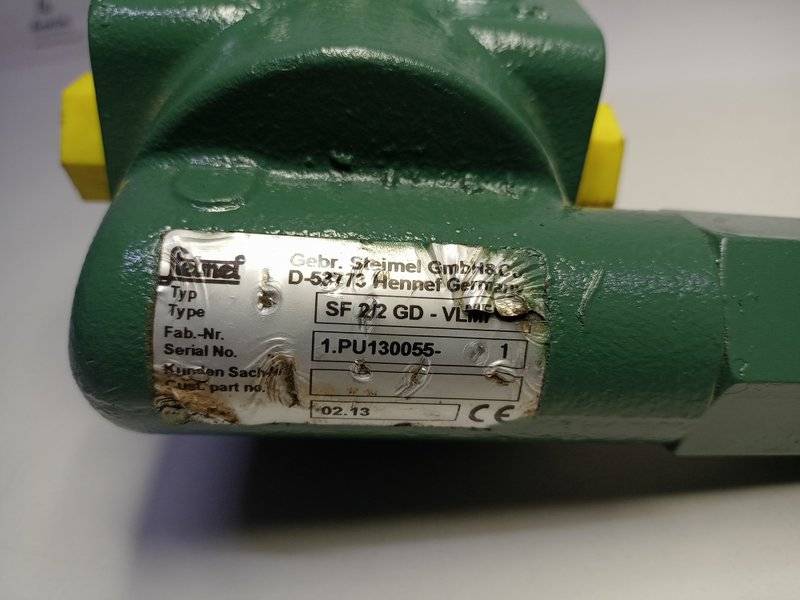 Steimel
Gebr. Steimel GmbH&Co
D-53773 Hennef Germany
Typ
Type
SF 2/2 GD - VLMF
Fab.-Nr.
Serial No.
1.PU130055- 1
Kunden Sach-Nr
Cust. part no.
02.13 CE